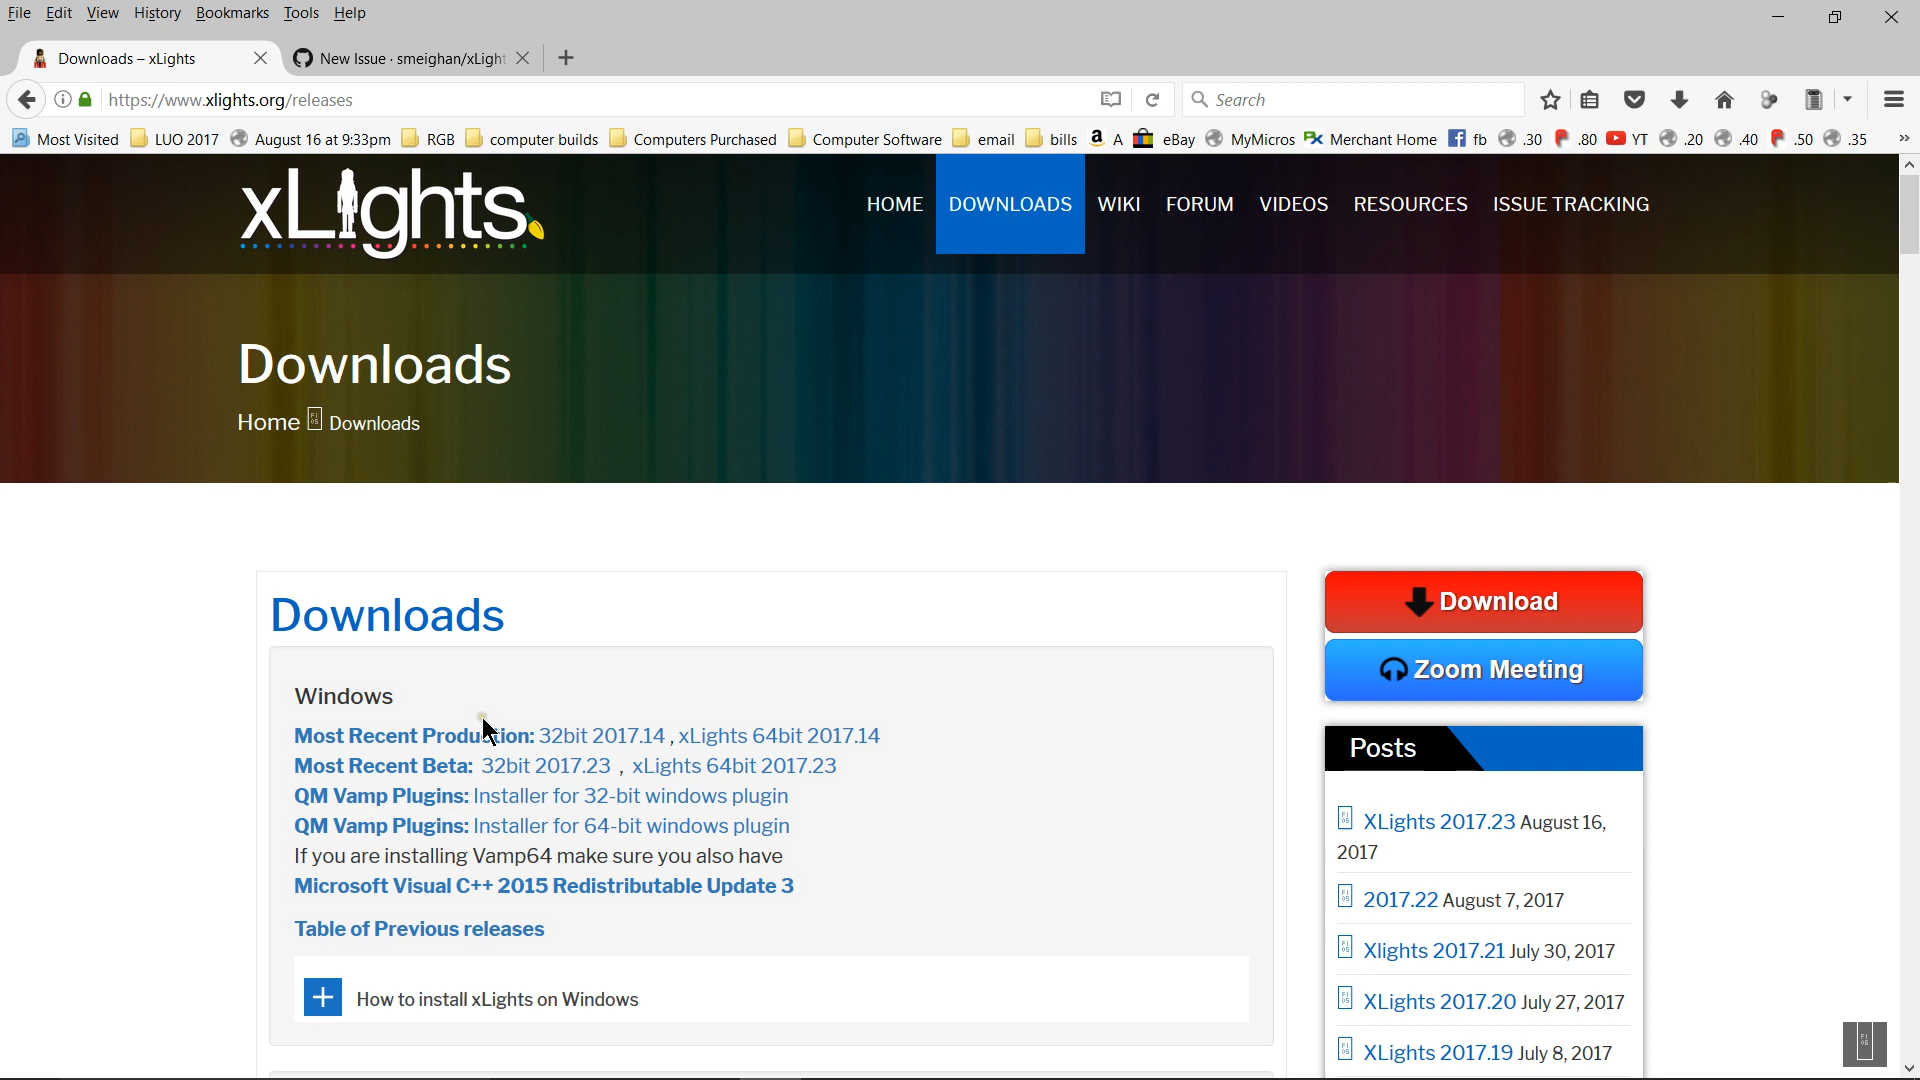 File Edit View History Bookmarks Tools Help
Downloads – xLights New Issue · smeighan/xLight
https://www.xlights.org/releases Search
Most Visited LUO 2017 August 16 at 9:33pm RGB computer builds Computers Purchased Computer Software email bills A eBay MyMicros Merchant Home fb .30 .80 YT .20 .40 .50 .35 »
xLights
HOME DOWNLOADS WIKI FORUM VIDEOS RESOURCES ISSUE TRACKING
Downloads
Home Downloads
Downloads
Windows
Most Recent Production: 32bit 2017.14 , xLights 64bit 2017.14
Most Recent Beta: 32bit 2017.23 , xLights 64bit 2017.23
QM Vamp Plugins: Installer for 32-bit windows plugin
QM Vamp Plugins: Installer for 64-bit windows plugin
If you are installing Vamp64 make sure you also have
Microsoft Visual C++ 2015 Redistributable Update 3
Table of Previous releases
How to install xLights on Windows
Download
Zoom Meeting
Posts
XLights 2017.23 August 16,
2017
2017.22 August 7, 2017
Xlights 2017.21 July 30, 2017
XLights 2017.20 July 27, 2017
XLights 2017.19 July 8, 2017